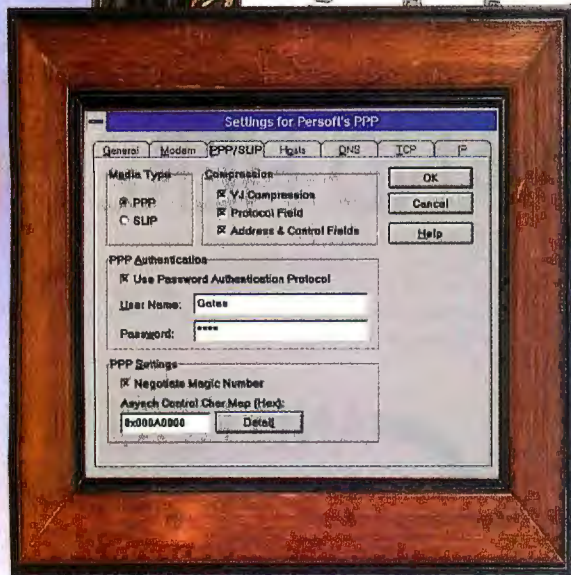 Settings for Persoft's PPP
General Modem PPP/SLIP Hosts DNS TCP IP
Media Type
PPP
SLIP
Compression
VJ Compression
Protocol Field
Address & Control Fields
OK
Cancel
Help
PPP Authentication
Use Password Authentication Protocol
User Name: Gates
Password: ****
PPP Settings
Negotiate Magic Number
Asynch Control Char Map (Hex):
0x000A0000 Detail